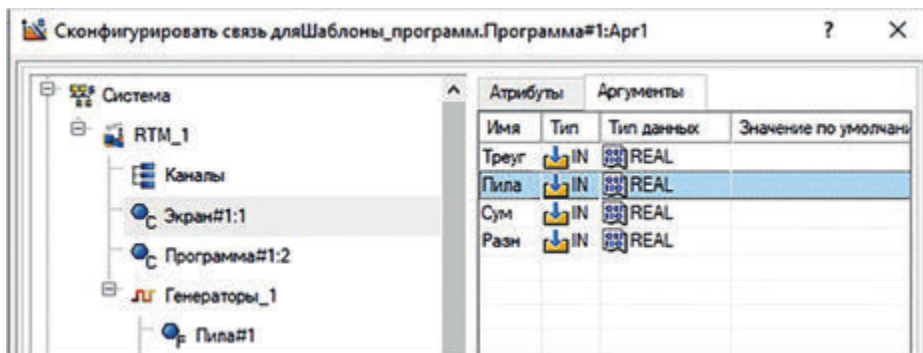 Сконфигурировать связь дляШаблоны_программ.Программа#1:Арг1 ? ×
Система
RTM_1
Каналы
Экран#1:1
Программа#1:2
Генераторы_1
Пила#1
Атрибуты Аргументы
Имя Тип Тип данных Значение по умолчани
Треуг IN REAL
Пила IN REAL
Сум IN REAL
Разн IN REAL